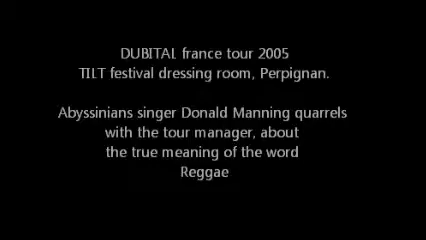 DUBITAL france tour 2005
TILT festival dressing room, Perpignan.
Abyssinians singer Donald Manning quarrels
with the tour manager, about
the true meaning of the word
Reggae